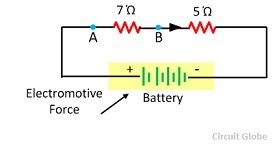 7 Ω
5 Ω
A
B
+
-
Electromotive
Force
Battery
Circuit Globe